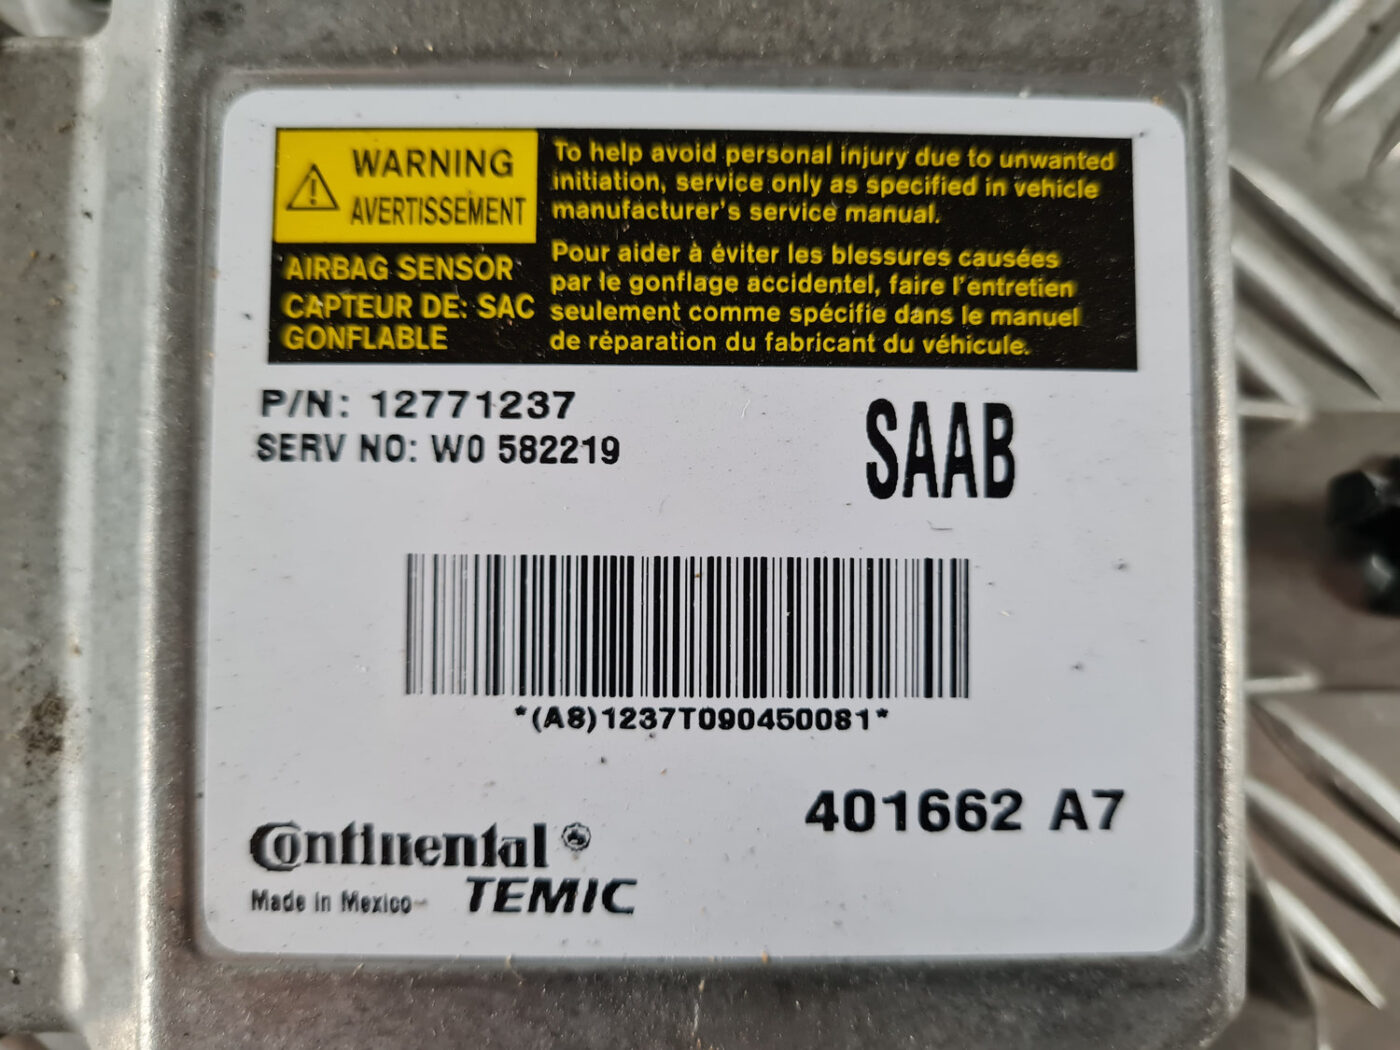 WARNING
AVERTISSEMENT
AIRBAG SENSOR
CAPTEUR DE: SAC
GONFLABLE
To help avoid personal injury due to unwanted
initiation, service only as specified in vehicle
manufacturer's service manual.
Pour aider à éviter les blessures causées
par le gonflage accidentel, faire l'entretien
seulement comme spécifie dans le manuel
de réparation du fabricant du véhicule.
P/N: 12771237
SERV NO: W0 582219
SAAB
*(A8)1237T090450081*
401662 A7
Continental
TEMIC
Made in Mexico